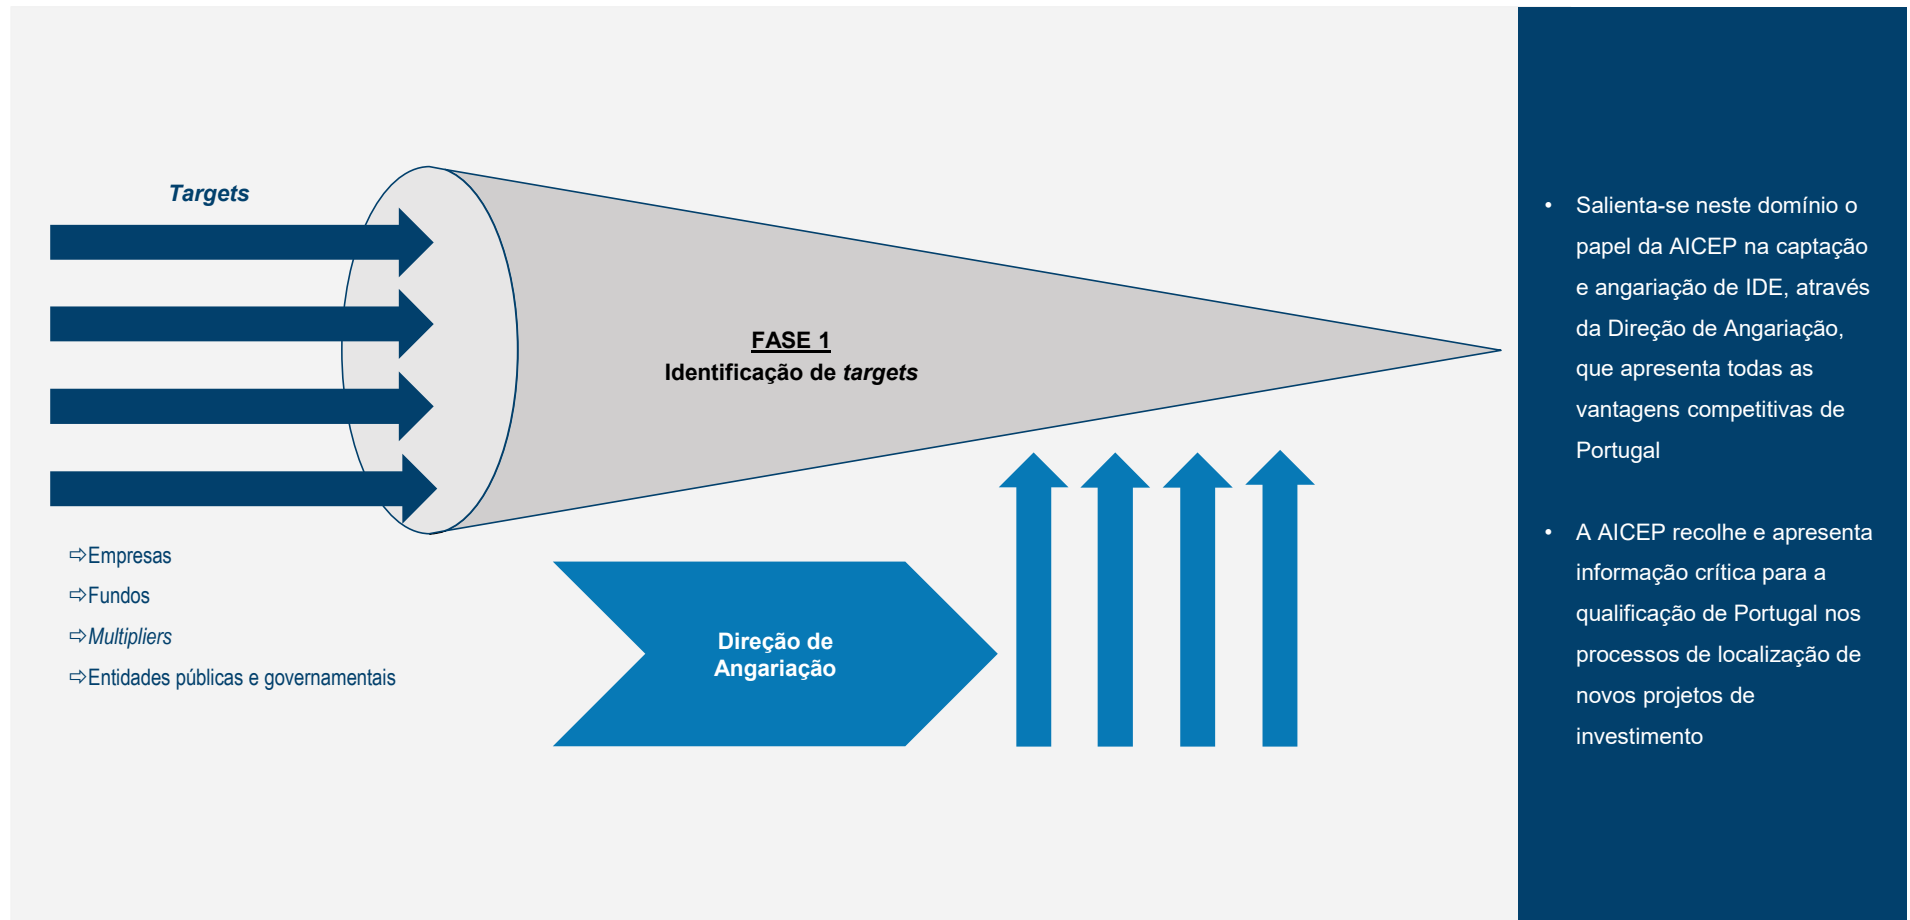 Targets
FASE 1
Identificação de targets
⇨Empresas
⇨Fundos
⇨Multipliers
⇨Entidades públicas e governamentais
Direção de
Angariação
• Salienta-se neste domínio o
papel da AICEP na captação
e angariação de IDE, através
da Direção de Angariação,
que apresenta todas as
vantagens competitivas de
Portugal
• A AICEP recolhe e apresenta
informação crítica para a
qualificação de Portugal nos
processos de localização de
novos projetos de
investimento